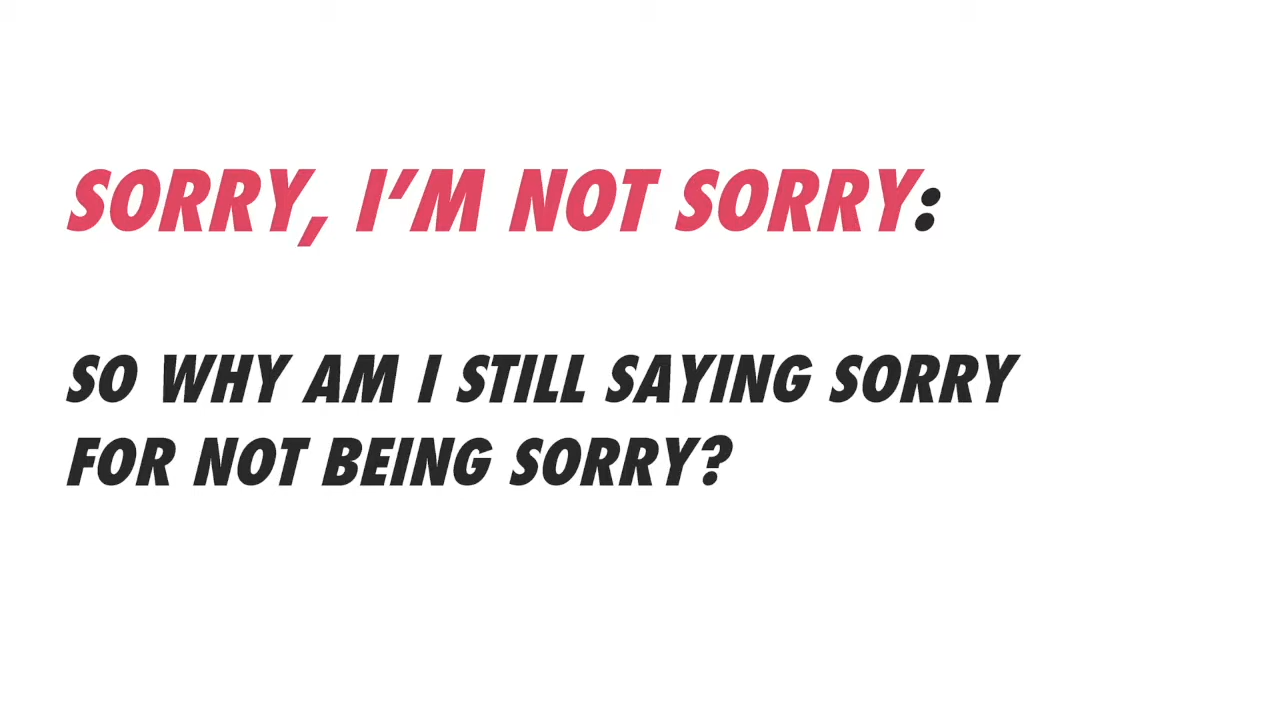 SORRY, I’M NOT SORRY:
SO WHY AM I STILL SAYING SORRY
FOR NOT BEING SORRY?